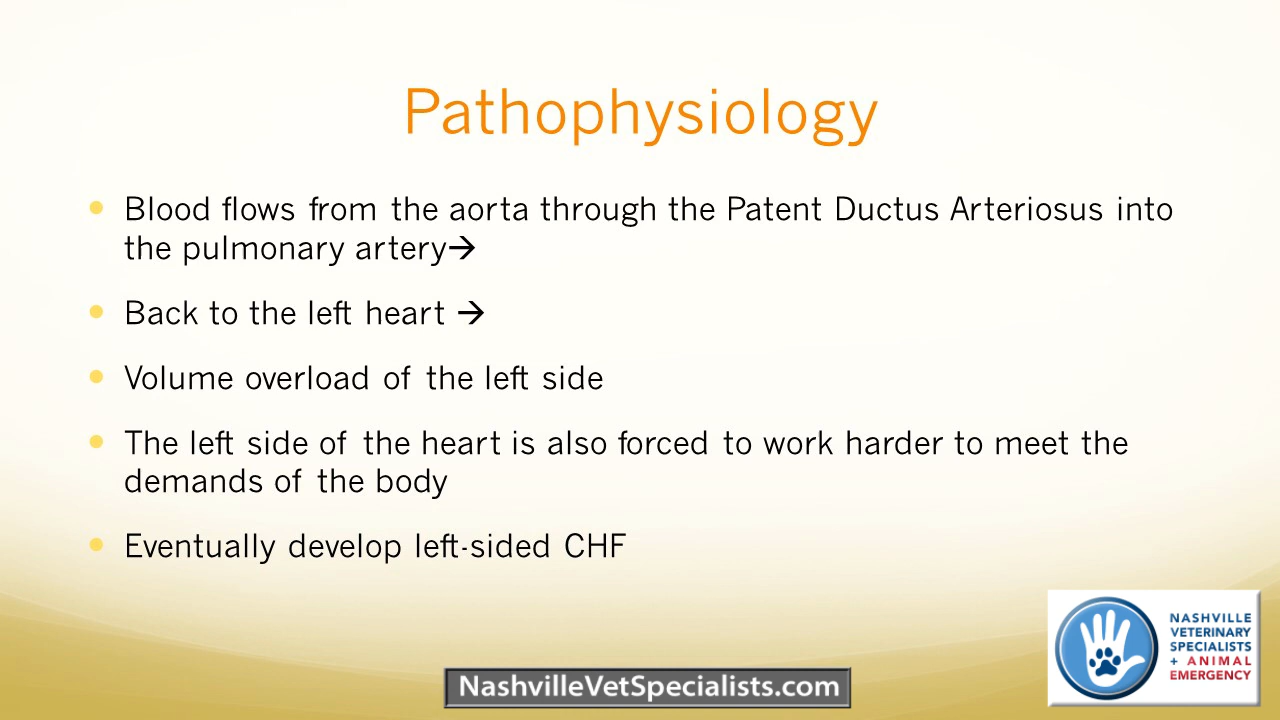 Pathophysiology
• Blood flows from the aorta through the Patent Ductus Arteriosus into
the pulmonary artery→
• Back to the left heart →
• Volume overload of the left side
• The left side of the heart is also forced to work harder to meet the
demands of the body
• Eventually develop left-sided CHF
NASHVILLE
VETERINARY
SPECIALISTS
+ ANIMAL
EMERGENCY
NashvilleVetSpecialists.com